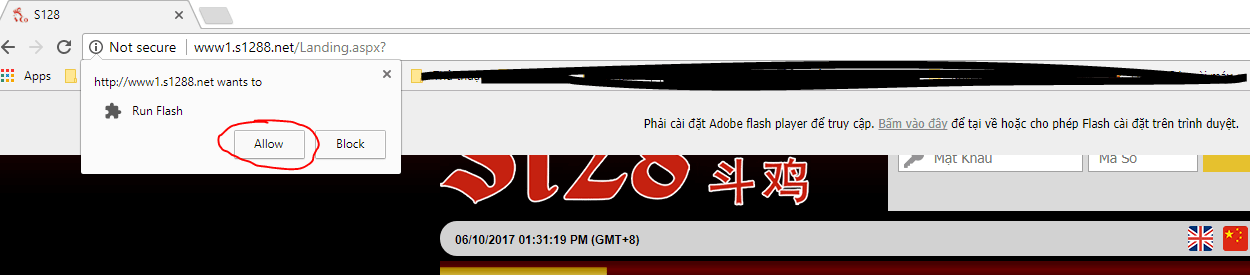 S128
Not secure
www1.s1288.net/Landing.aspx?
Apps
http://www1.s1288.net wants to
Run Flash
Allow
Block
Phải cài đặt Adobe flash player để truy cập. Bấm vào đây để tại về hoặc cho phép Flash cài đặt trên trình duyệt.
S128 斗鸡
Mật Khẩu
Mã Số
06/10/2017 01:31:19 PM (GMT+8)